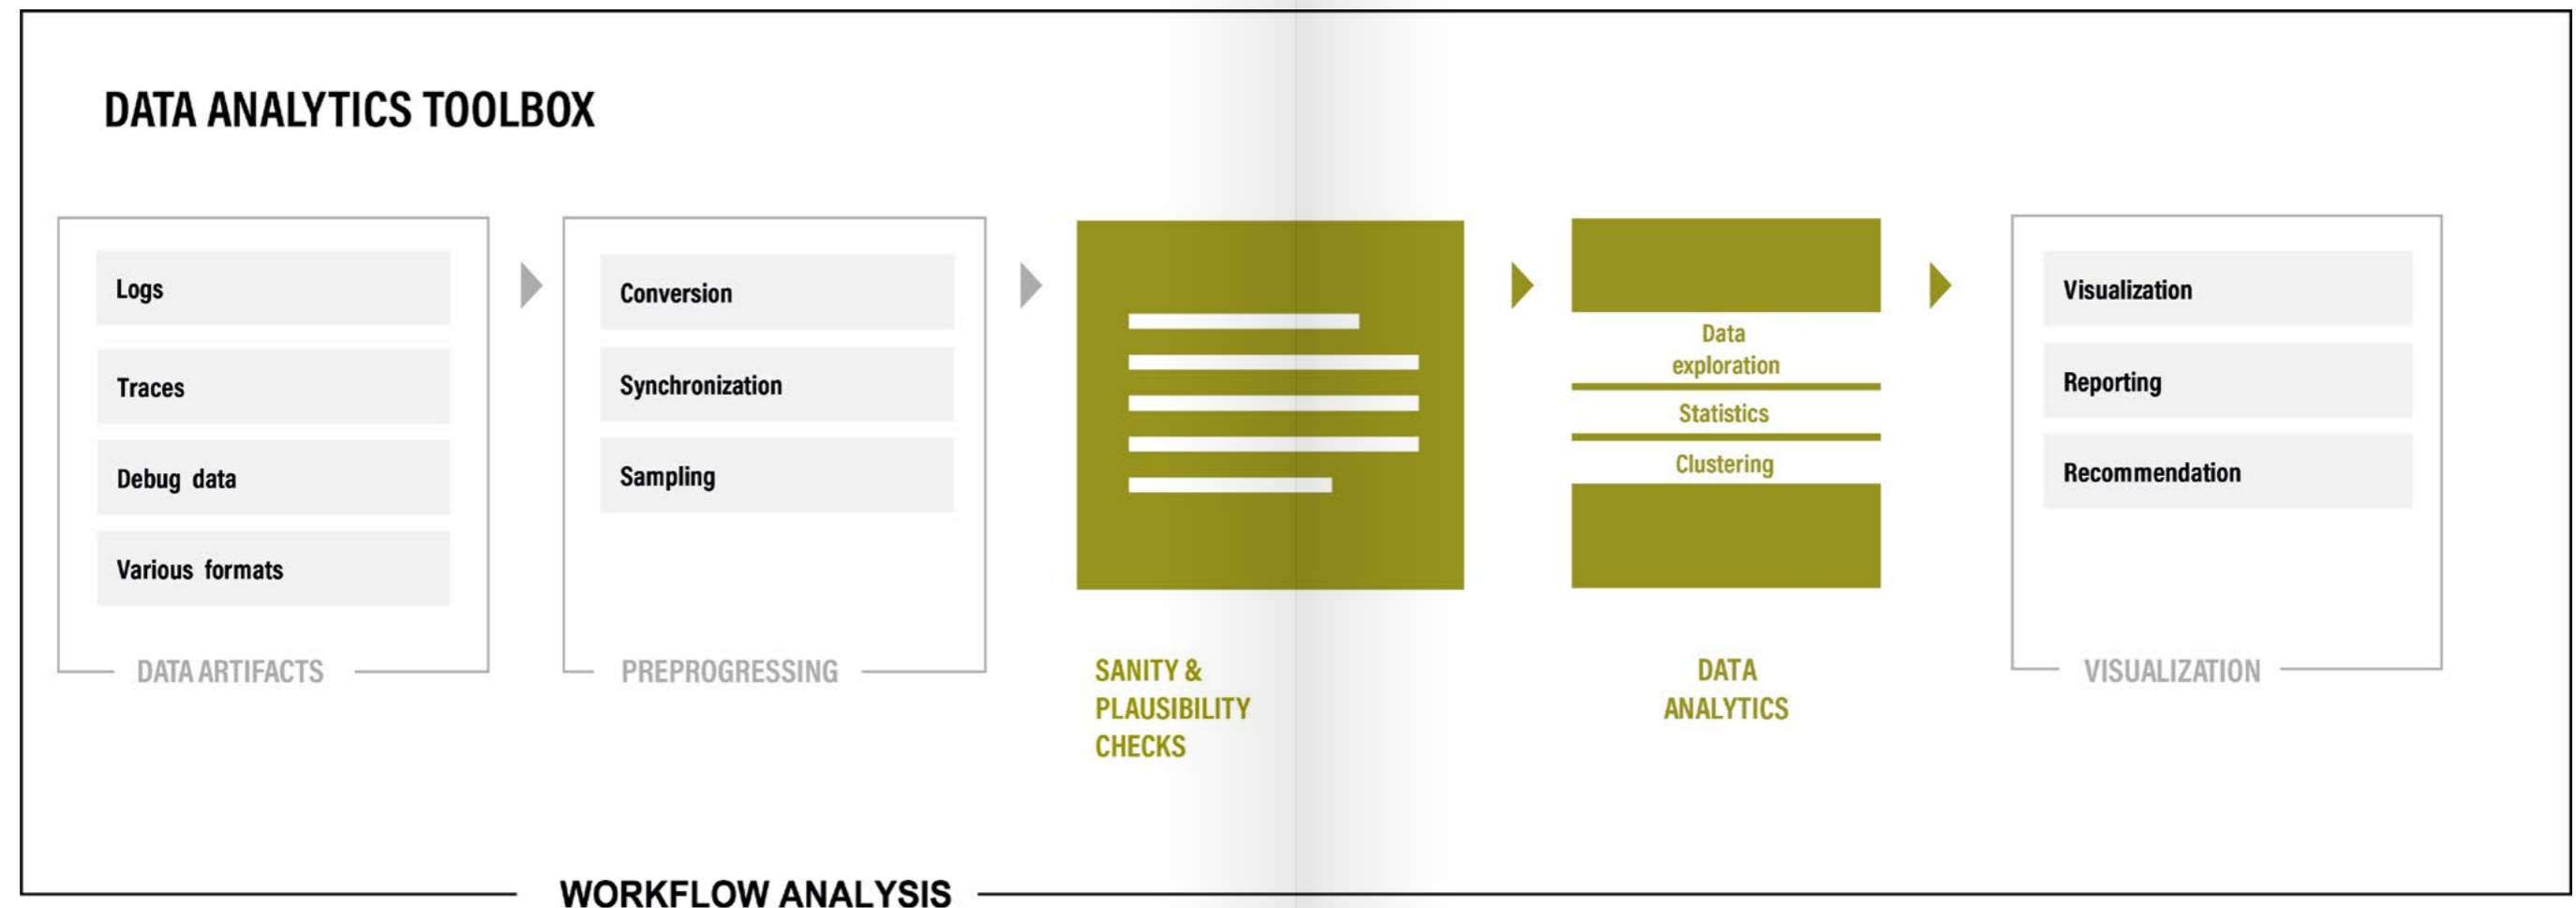 DATA ANALYTICS TOOLBOX
Logs
Traces
Debug data
Various formats
DATA ARTIFACTS
Conversion
Synchronization
Sampling
PREPROGRESSING
SANITY &
PLAUSIBILITY
CHECKS
Data
exploration
Statistics
Clustering
DATA
ANALYTICS
Visualization
Reporting
Recommendation
VISUALIZATION
WORKFLOW ANALYSIS